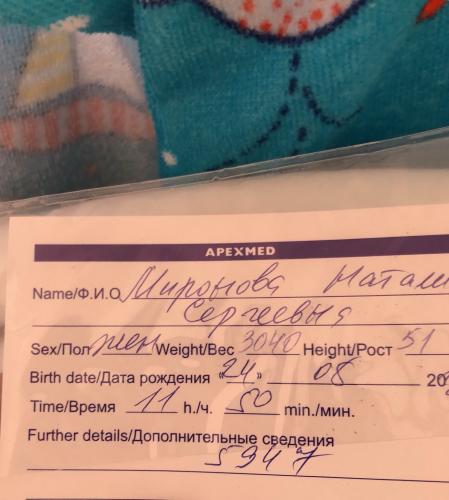 APEXMED
Name/Ф.И.О. Миронова Натали
Сергеевна
Sex/Пол жен Weight/Вес 3040 Height/Рост 51
Birth date/Дата рождения «24» 08 20
Time/Время 11 h./ч. 50 min./мин.
Further details/Дополнительные сведения
5947